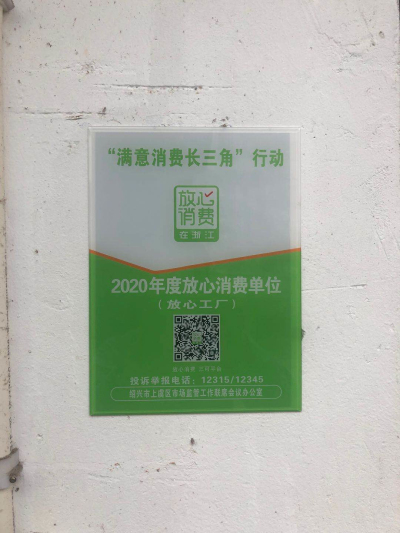 “满意消费长三角”行动
放心
消费
在浙江
2020年度放心消费单位
(放心工厂)
投诉举报电话：12315/12345
绍兴市上虞区市场监管工作联席会议办公室